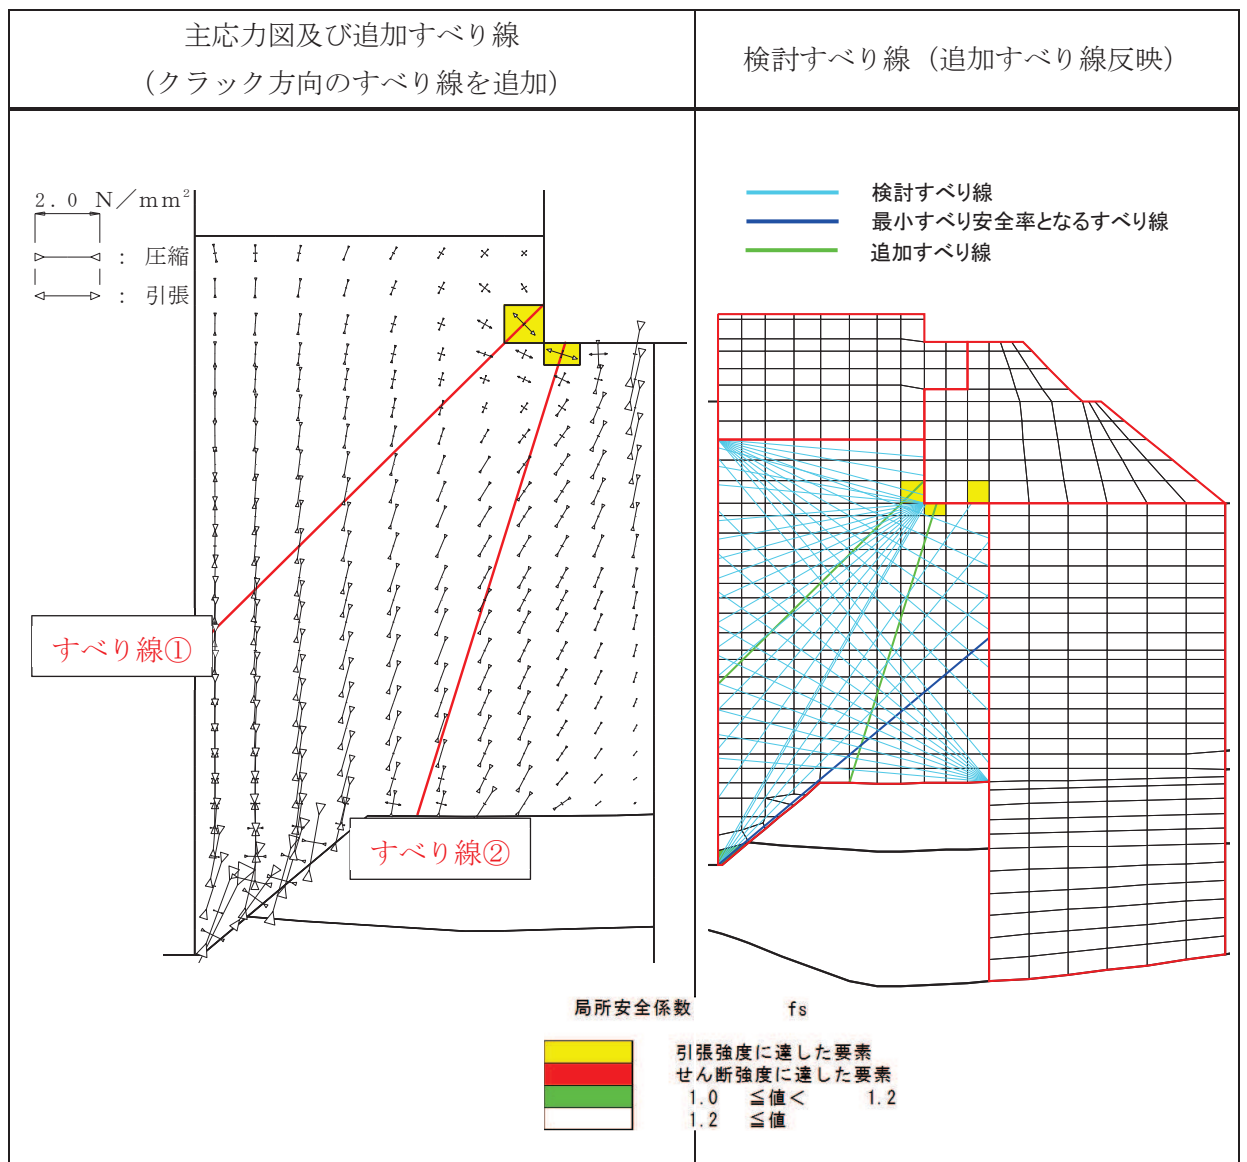 主応力図及び追加すべり線
（クラック方向のすべり線を追加）
検討すべり線（追加すべり線反映）
2.0 N／mm²
： 圧縮
： 引張
すべり線①
すべり線②
検討すべり線
最小すべり安全率となるすべり線
追加すべり線
局所安全係数 fs
引張強度に達した要素
せん断強度に達した要素
1.0 ≦値＜ 1.2
1.2 ≦値